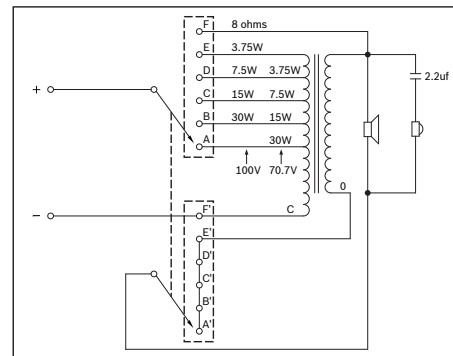 F 8 ohms
E 3.75W
D 7.5W 3.75W
C 15W 7.5W
B 30W 15W
A 30W
100V 70.7V
+
−
2.2uf
0
C
F'
E'
D'
C'
B'
A'